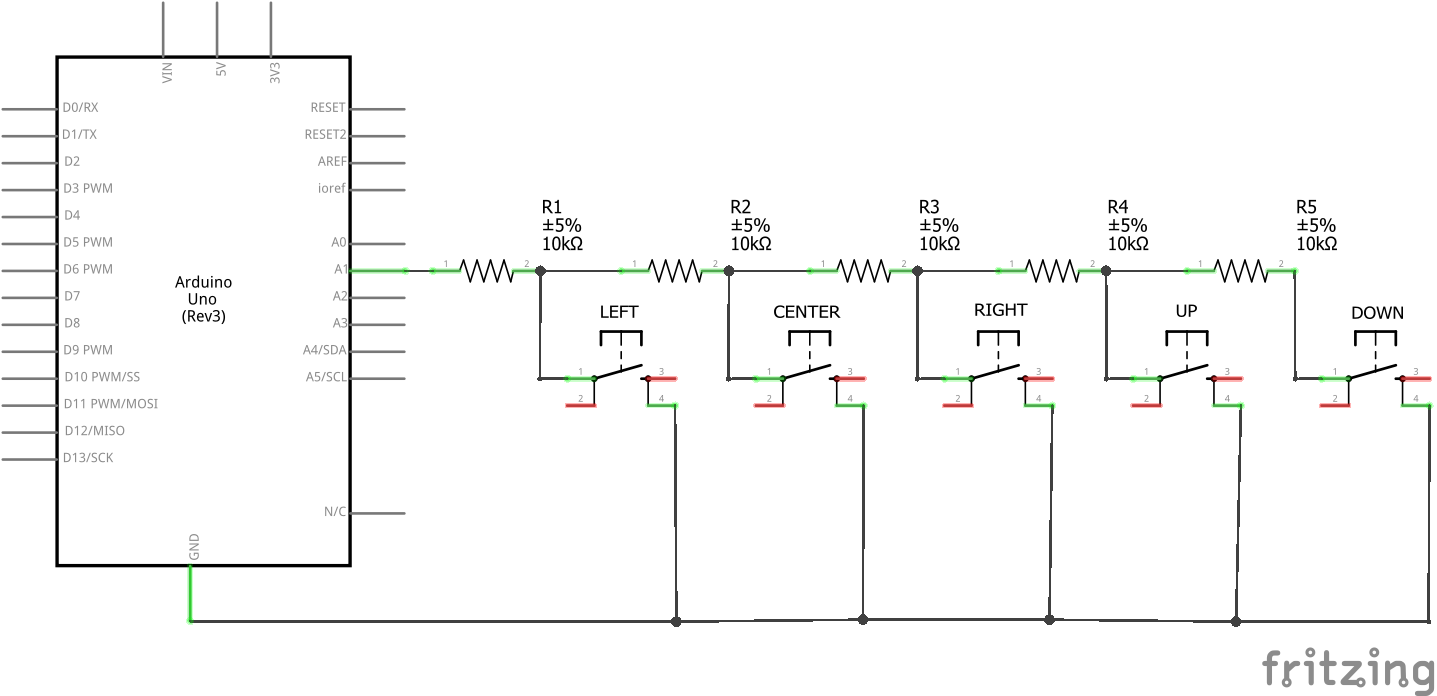 VIN
5V
3V3
D0/RX
D1/TX
D2
D3 PWM
D4
D5 PWM
D6 PWM
D7
D8
D9 PWM
D10 PWM/SS
D11 PWM/MOSI
D12/MISO
D13/SCK
RESET
RESET2
AREF
ioref
A0
A1
A2
A3
A4/SDA
A5/SCL
N/C
GND
Arduino
Uno
(Rev3)
1 2
R1
±5%
10kΩ
1 2
R2
±5%
10kΩ
1 2
R3
±5%
10kΩ
1 2
R4
±5%
10kΩ
1 2
R5
±5%
10kΩ
LEFT
1 3
2 4
CENTER
1 3
2 4
RIGHT
1 3
2 4
UP
1 3
2 4
DOWN
1 3
2 4
fritzing